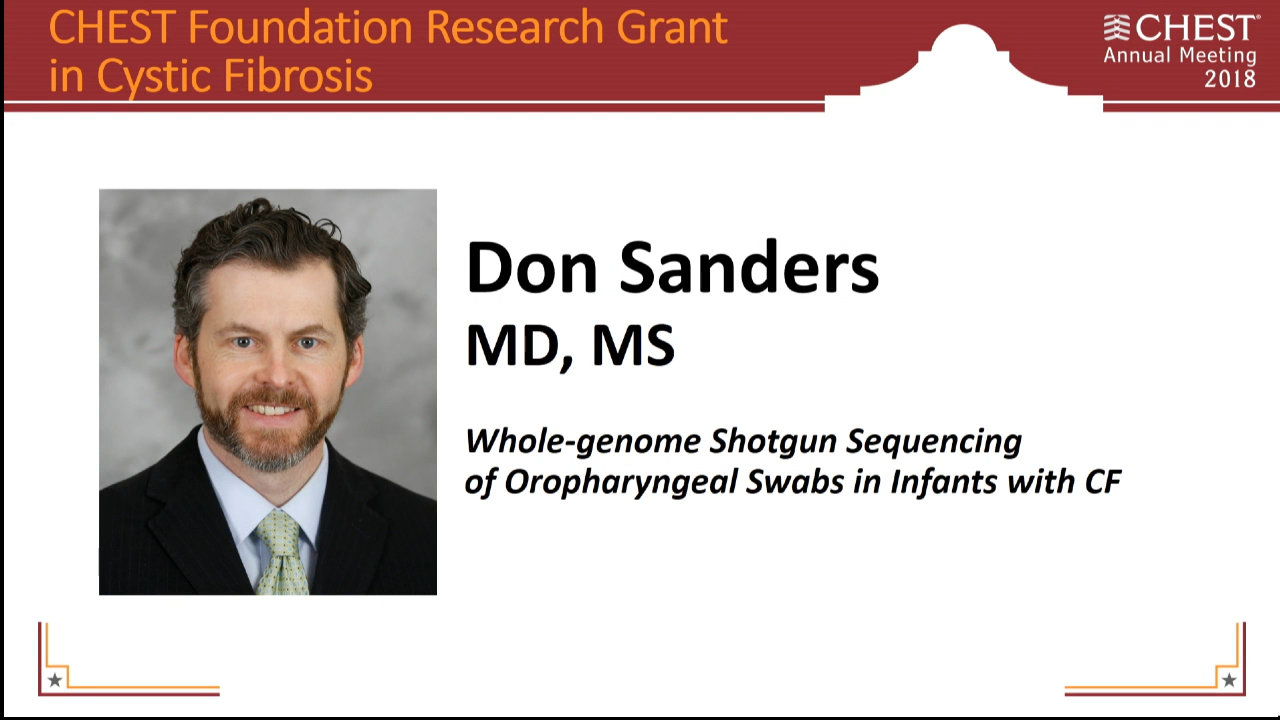 CHEST Foundation Research Grant
in Cystic Fibrosis
CHEST®
Annual Meeting
2018
Don Sanders
MD, MS
Whole-genome Shotgun Sequencing
of Oropharyngeal Swabs in Infants with CF